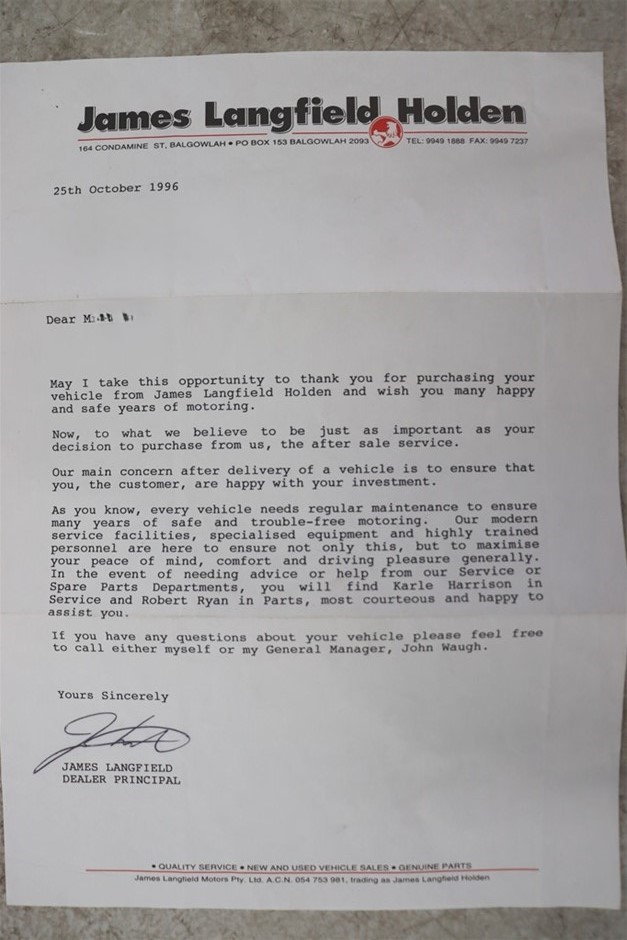 James Langfield Holden
164 CONDAMINE ST, BALGOWLAH • PO BOX 153 BALGOWLAH 2093 TEL: 9949 1888 FAX: 9949 7237
25th October 1996
Dear M
May I take this opportunity to thank you for purchasing your
vehicle from James Langfield Holden and wish you many happy
and safe years of motoring.
Now, to what we believe to be just as important as your
decision to purchase from us, the after sale service.
Our main concern after delivery of a vehicle is to ensure that
you, the customer, are happy with your investment.
As you know, every vehicle needs regular maintenance to ensure
many years of safe and trouble-free motoring. Our modern
service facilities, specialised equipment and highly trained
personnel are here to ensure not only this, but to maximise
your peace of mind, comfort and driving pleasure generally.
In the event of needing advice or help from our Service or
Spare Parts Departments, you will find Karle Harrison in
Service and Robert Ryan in Parts, most courteous and happy to
assist you.
If you have any questions about your vehicle please feel free
to call either myself or my General Manager, John Waugh.
Yours Sincerely
JAMES LANGFIELD
DEALER PRINCIPAL
• QUALITY SERVICE • NEW AND USED VEHICLE SALES • GENUINE PARTS
James Langfield Motors Pty. Ltd. A.C.N. 054 753 981, trading as James Langfield Holden